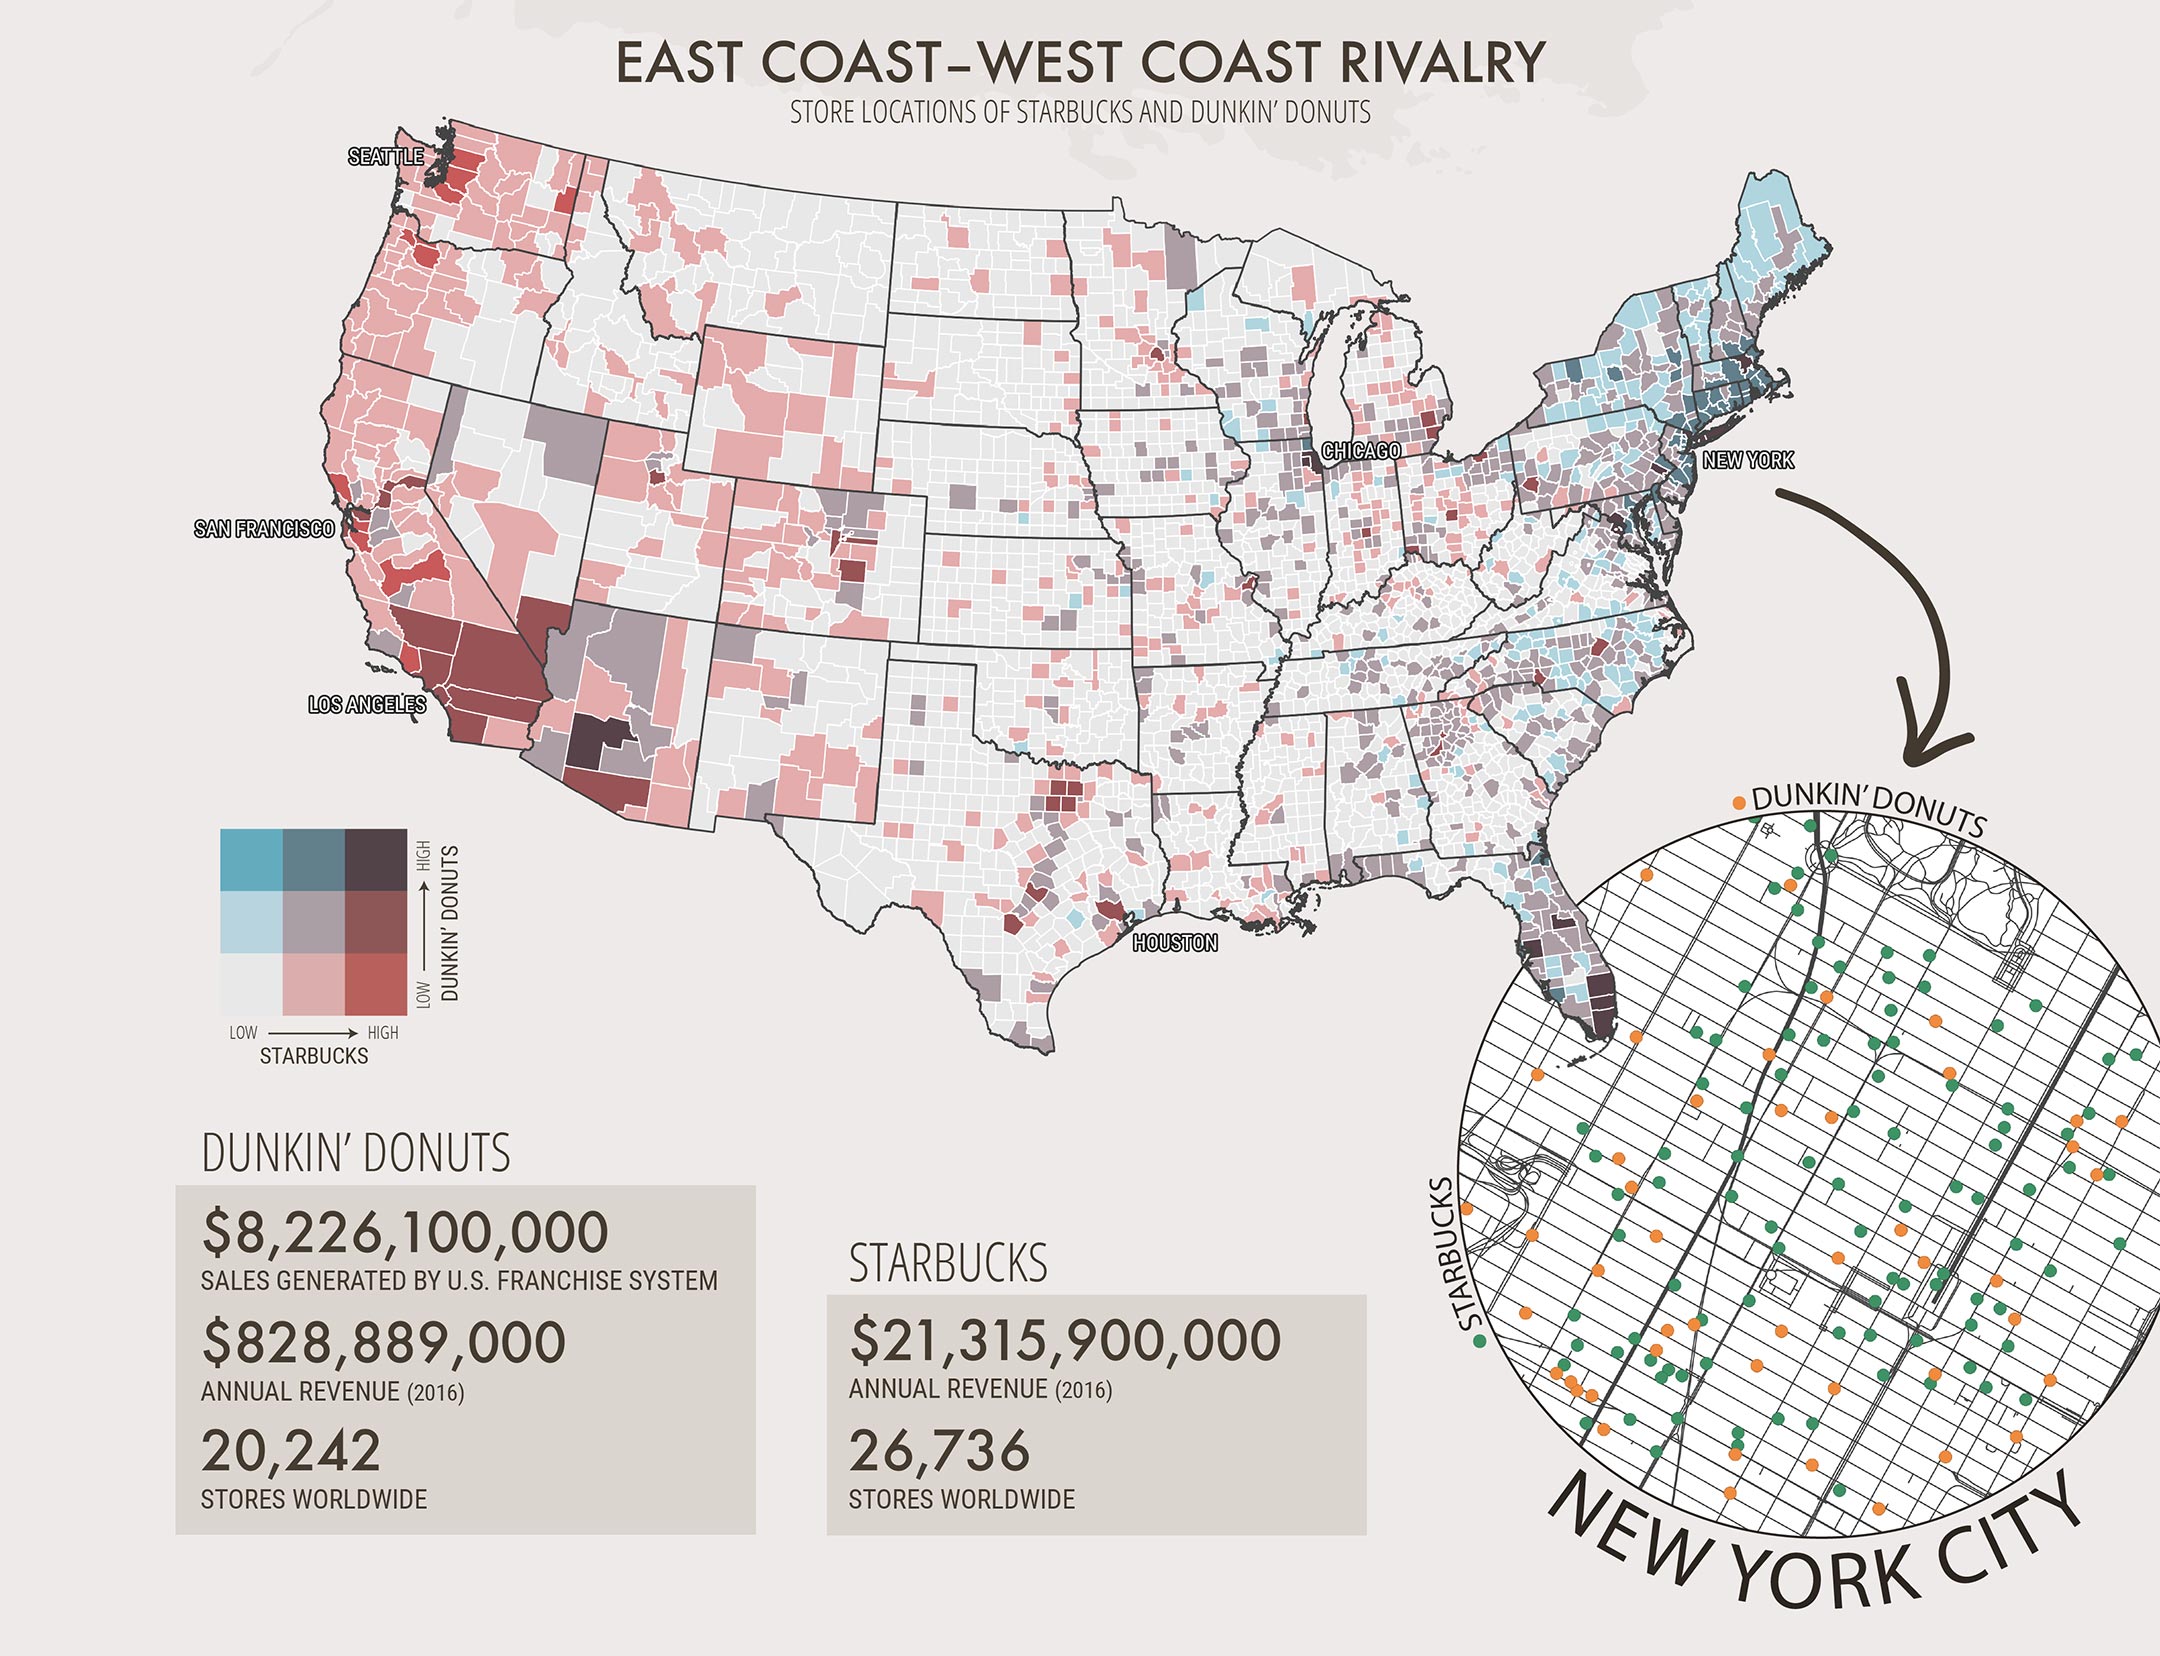 EAST COAST–WEST COAST RIVALRY
STORE LOCATIONS OF STARBUCKS AND DUNKIN’ DONUTS
SEATTLE
CHICAGO
NEW YORK
SAN FRANCISCO
LOS ANGELES
HOUSTON
LOW
HIGH
DUNKIN’ DONUTS
LOW
HIGH
STARBUCKS
DUNKIN’ DONUTS
STARBUCKS
NEW YORK CITY
DUNKIN’ DONUTS
$8,226,100,000
SALES GENERATED BY U.S. FRANCHISE SYSTEM
$828,889,000
ANNUAL REVENUE (2016)
20,242
STORES WORLDWIDE
STARBUCKS
$21,315,900,000
ANNUAL REVENUE (2016)
26,736
STORES WORLDWIDE